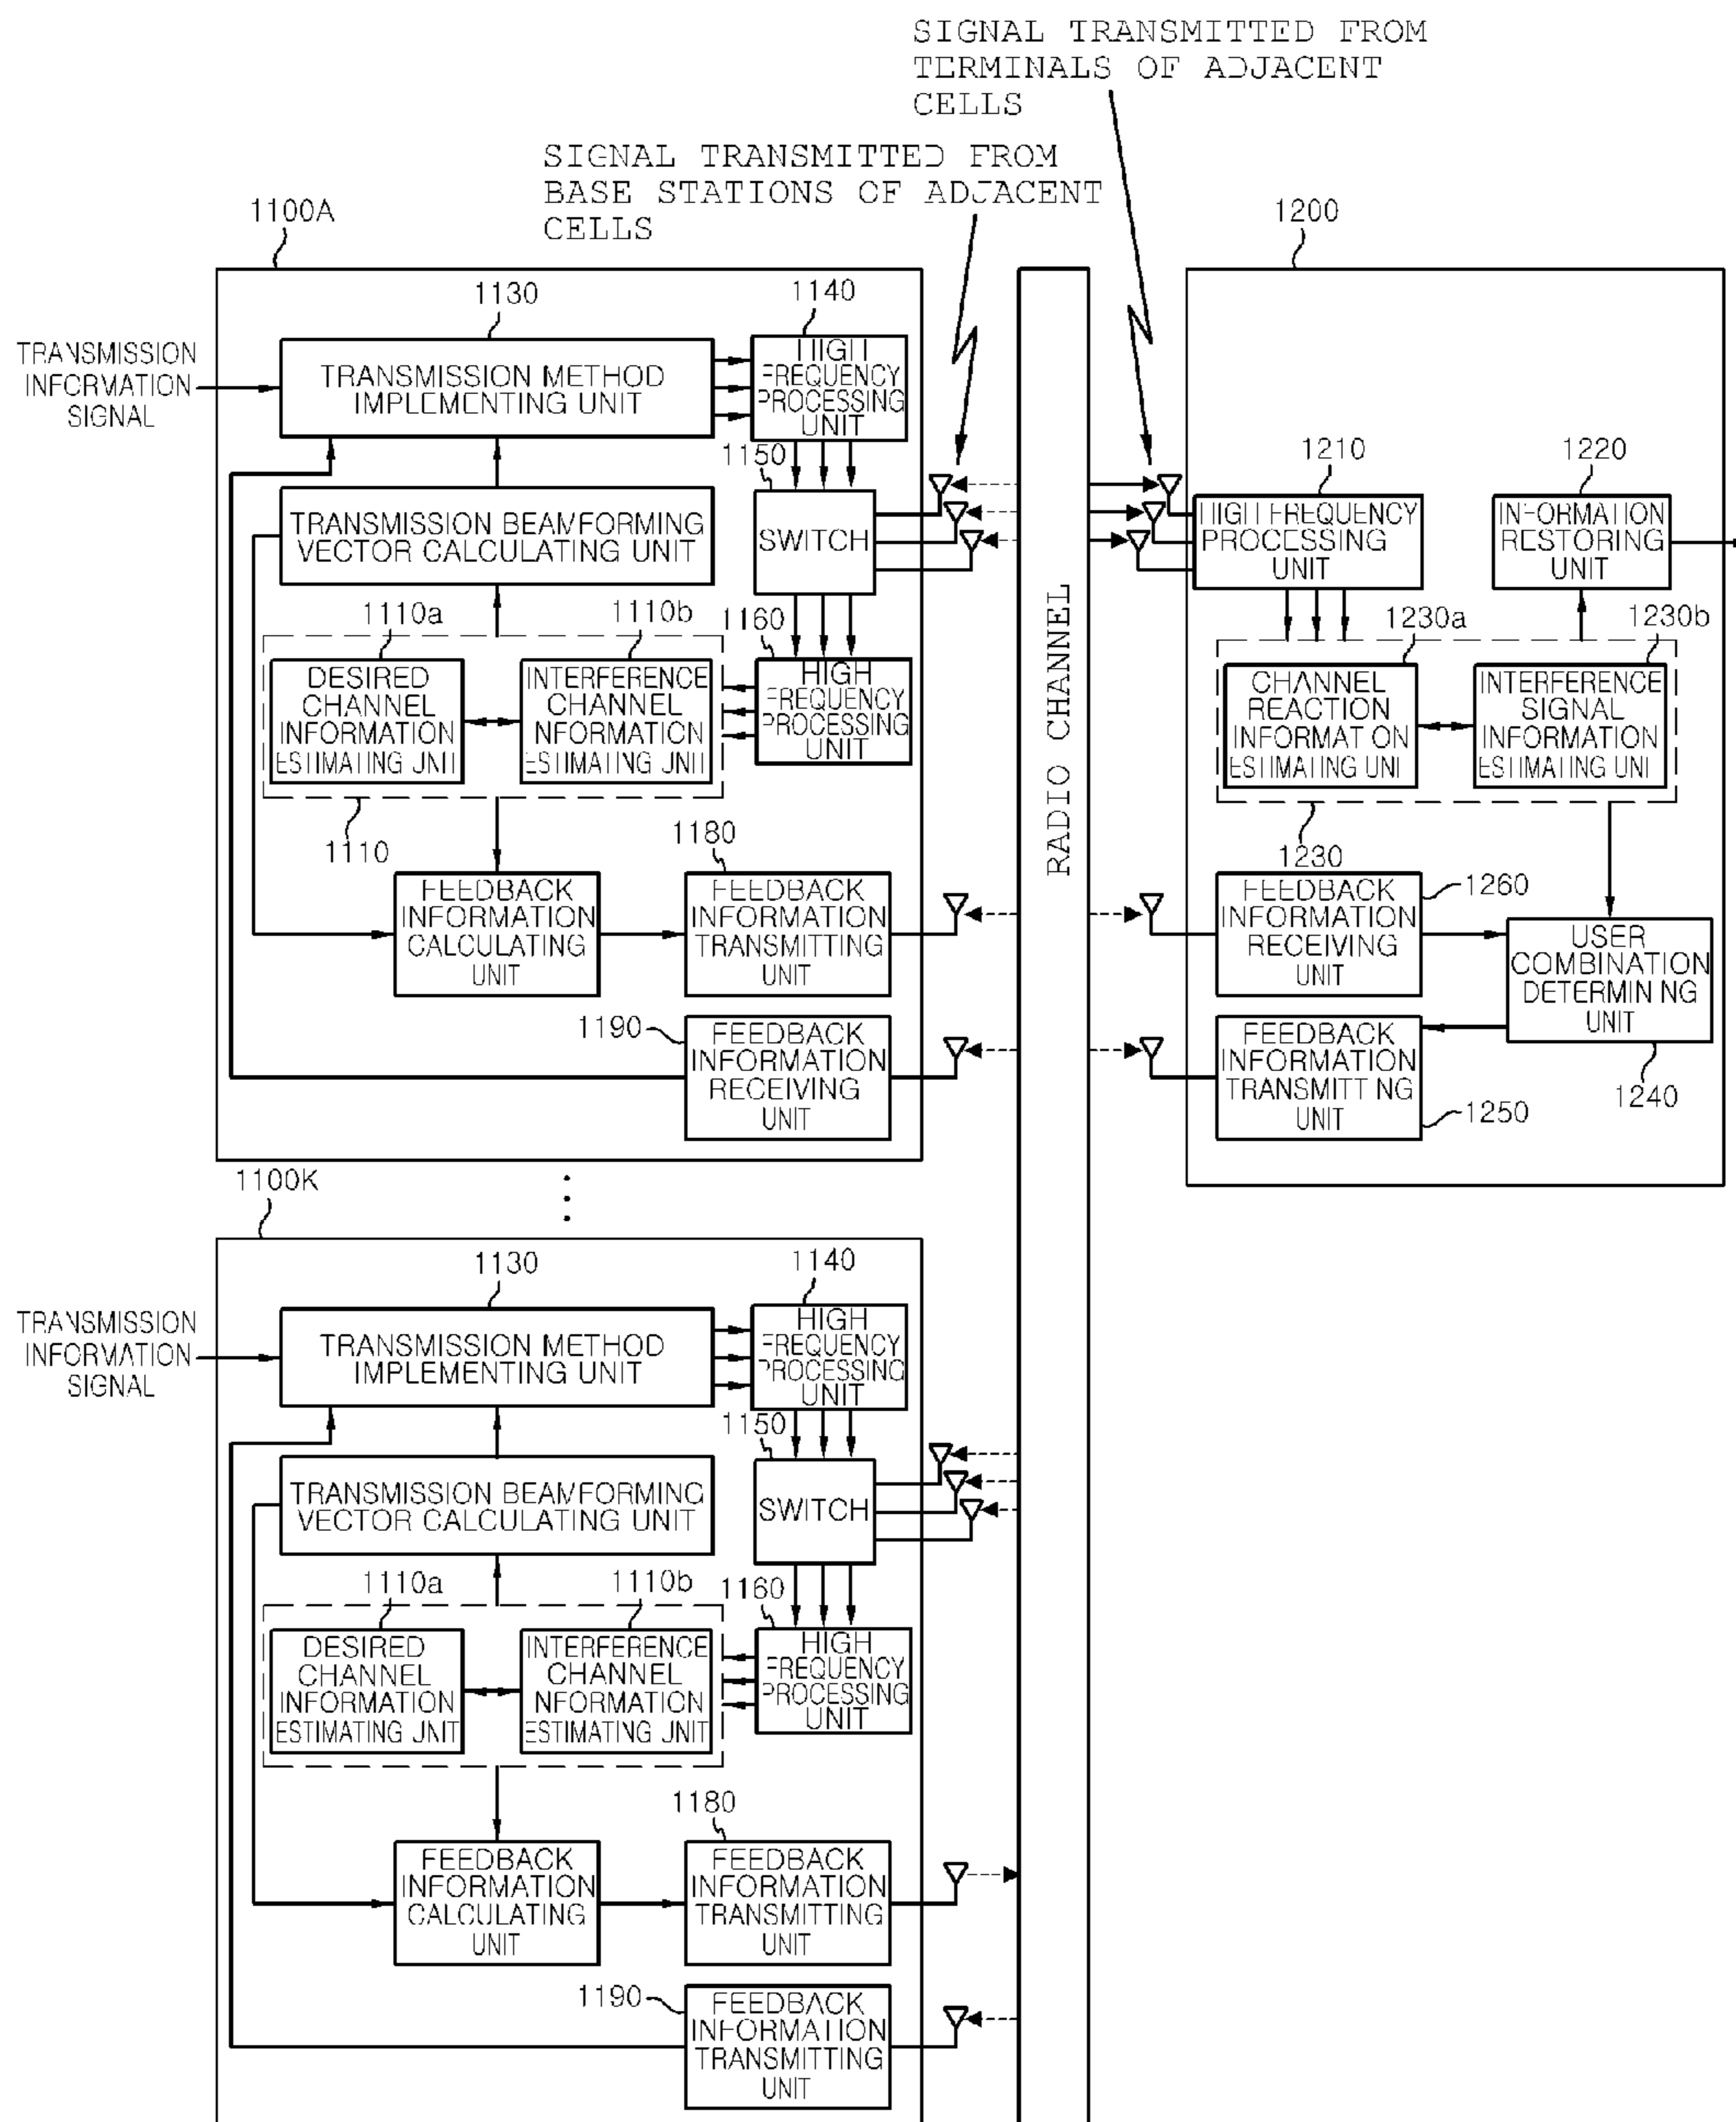 SIGNAL TRANSMITTED FROM
TERMINALS OF ADJACENT
CELLS
SIGNAL TRANSMITTED FROM
BASE STATIONS OF ADJACENT
CELLS
1100A
1200
1130
1140
TRANSMISSION
INFORMATION
SIGNAL
TRANSMISSION METHOD
IMPLEMENTING UNIT
HIGH
FREQUENCY
PROCESSING
UNIT
1150
1210
1220
TRANSMISSION BEAMFORMING
VECTOR CALCULATING UNIT
SWITCH
HIGH FREQUENCY
PROCESSING
UNIT
INFORMATION
RESTORING
UNIT
RADIO CHANNEL
1110a
1110b
1160
1230a
1230b
DESIRED
CHANNEL
INFORMATION
ESTIMATING UNIT
INTERFERENCE
CHANNEL
INFORMATION
ESTIMATING UNIT
HIGH
FREQUENCY
PROCESSING
UNIT
CHANNEL
REACTION
INFORMATION
ESTIMATING UNIT
INTERFERENCE
SIGNAL
INFORMATION
ESTIMATING UNIT
1110
1180
1230
1260
FEEDBACK
INFORMATION
CALCULATING
UNIT
FEEDBACK
INFORMATION
TRANSMITTING
UNIT
FEEDBACK
INFORMATION
RECEIVING
UNIT
USER
COMBINATION
DETERMINING
UNIT
1190
FEEDBACK
INFORMATION
RECEIVING
UNIT
FEEDBACK
INFORMATION
TRANSMITTING
UNIT
1240
1250
1100K
1130
1140
TRANSMISSION
INFORMATION
SIGNAL
TRANSMISSION METHOD
IMPLEMENTING UNIT
HIGH
FREQUENCY
PROCESSING
UNIT
1150
TRANSMISSION BEAMFORMING
VECTOR CALCULATING UNIT
SWITCH
1110a
1110b
1160
DESIRED
CHANNEL
INFORMATION
ESTIMATING UNIT
INTERFERENCE
CHANNEL
INFORMATION
ESTIMATING UNIT
HIGH
FREQUENCY
PROCESSING
UNIT
1180
FEEDBACK
INFORMATION
CALCULATING
UNIT
FEEDBACK
INFORMATION
TRANSMITTING
UNIT
1190
FEEDBACK
INFORMATION
TRANSMITTING
UNIT